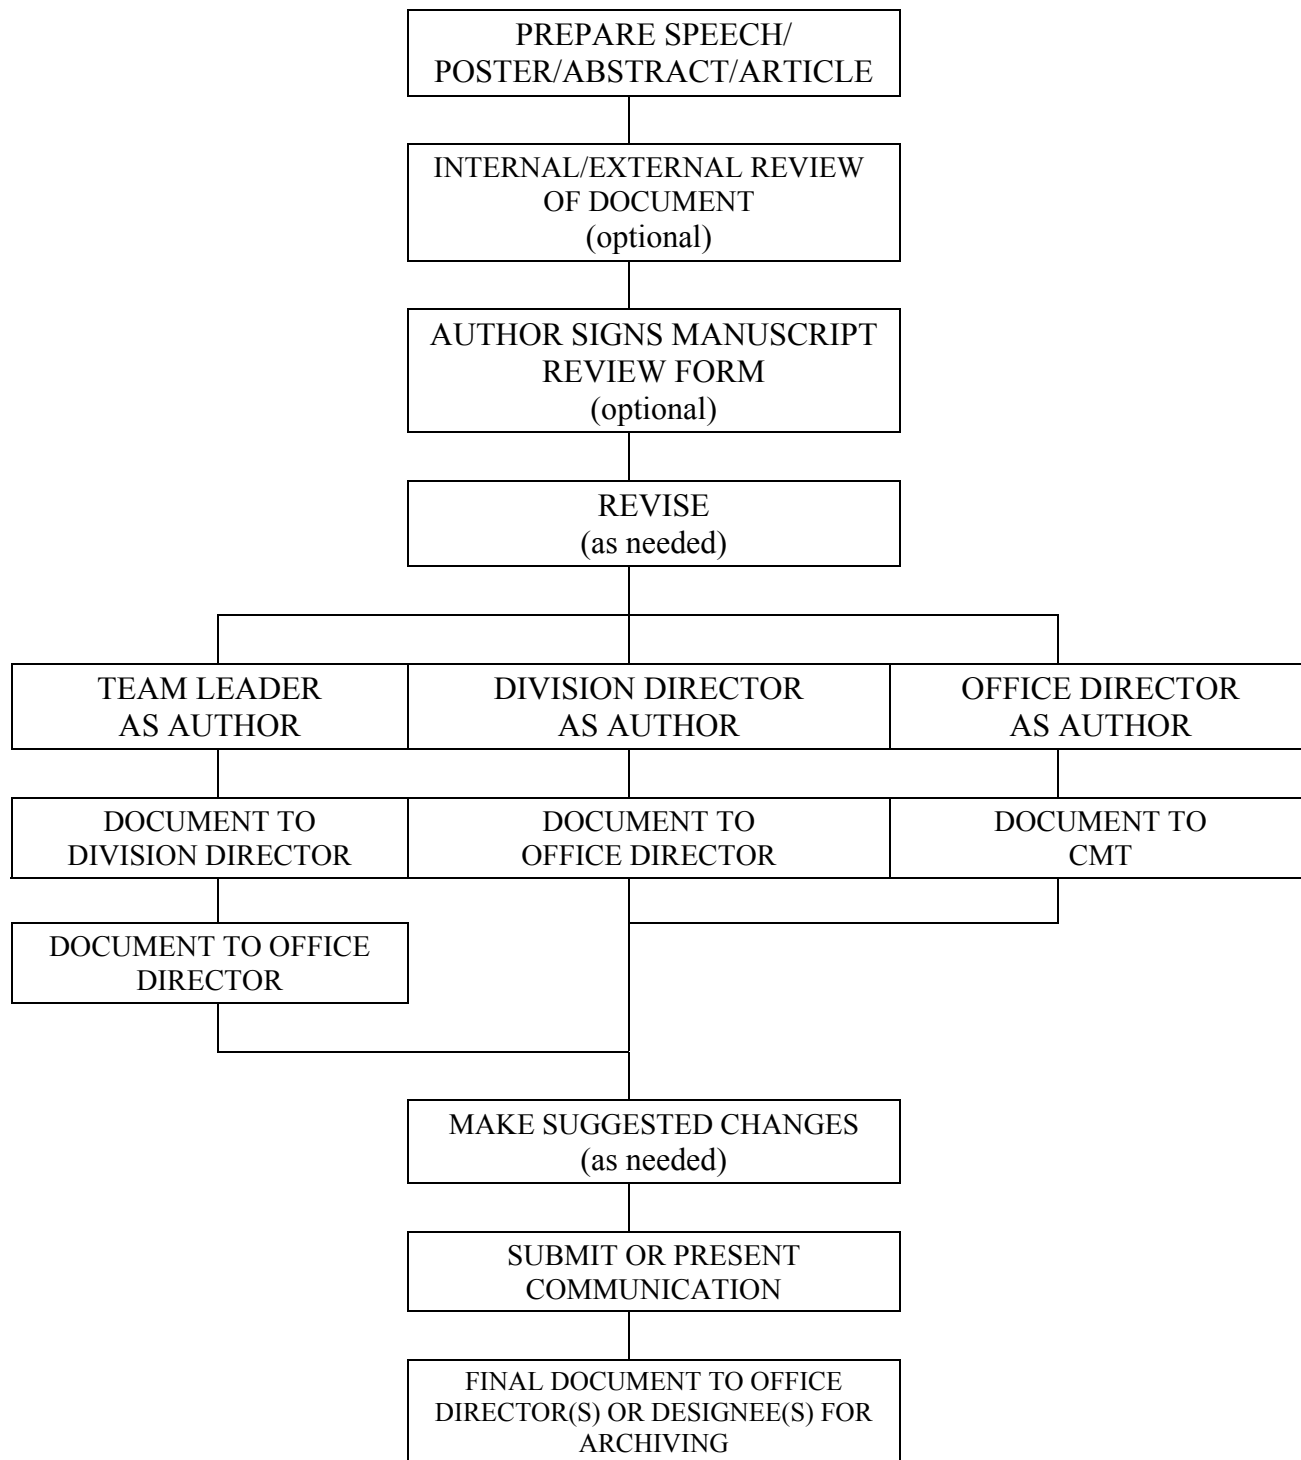 PREPARE SPEECH/
POSTER/ABSTRACT/ARTICLE
INTERNAL/EXTERNAL REVIEW
OF DOCUMENT
(optional)
AUTHOR SIGNS MANUSCRIPT
REVIEW FORM
(optional)
REVISE
(as needed)
TEAM LEADER
AS AUTHOR
DIVISION DIRECTOR
AS AUTHOR
OFFICE DIRECTOR
AS AUTHOR
DOCUMENT TO
DIVISION DIRECTOR
DOCUMENT TO
OFFICE DIRECTOR
DOCUMENT TO
CMT
DOCUMENT TO OFFICE
DIRECTOR
MAKE SUGGESTED CHANGES
(as needed)
SUBMIT OR PRESENT
COMMUNICATION
FINAL DOCUMENT TO OFFICE
DIRECTOR(S) OR DESIGNEE(S) FOR
ARCHIVING